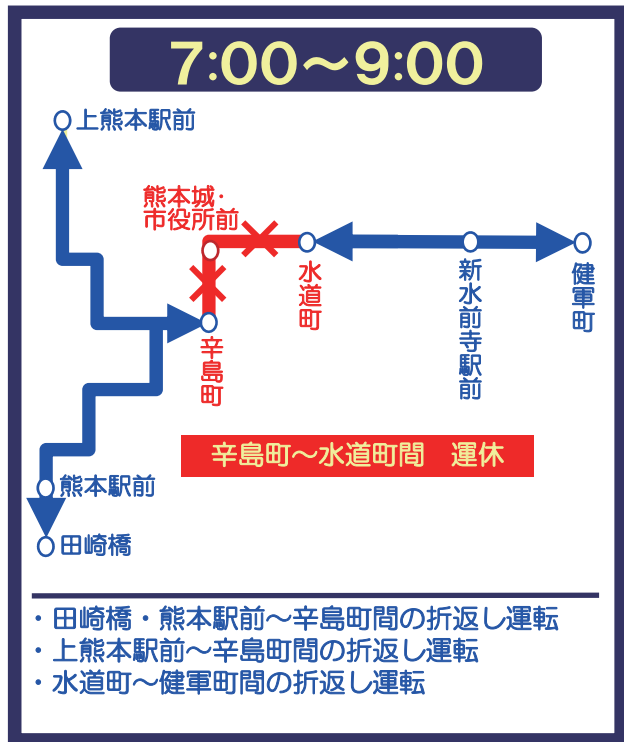 7:00～9:00
上熊本駅前
熊本城・
市役所前
水道町
新水前寺駅前
健軍町
辛島町
辛島町～水道町間　運休
熊本駅前
田崎橋
・田崎橋・熊本駅前～辛島町間の折返し運転
・上熊本駅前～辛島町間の折返し運転
・水道町～健軍町間の折返し運転